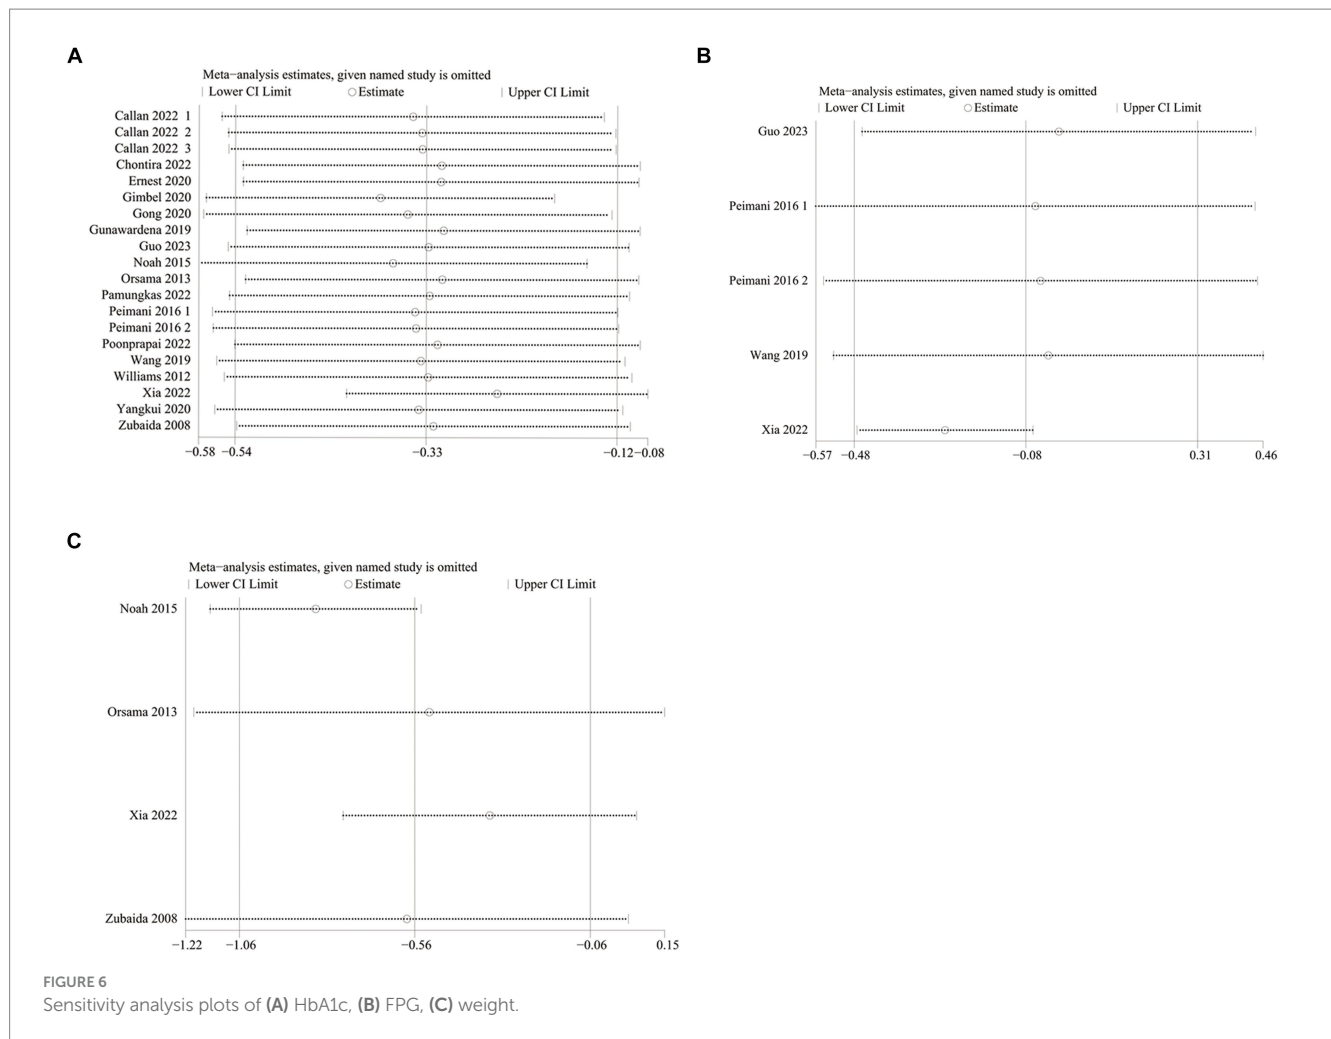 A
Meta−analysis estimates, given named study is omitted
Lower CI Limit Estimate Upper CI Limit
Callan 2022 1
Callan 2022 2
Callan 2022 3
Chontira 2022
Ernest 2020
Gimbel 2020
Gong 2020
Gunawardena 2019
Guo 2023
Noah 2015
Orsama 2013
Pamungkas 2022
Peimani 2016 1
Peimani 2016 2
Poonprapai 2022
Wang 2019
Williams 2012
Xia 2022
Yangkui 2020
Zubaida 2008
−0.58 −0.54 −0.33 −0.12 −0.08
B
Meta−analysis estimates, given named study is omitted
Lower CI Limit Estimate Upper CI Limit
Guo 2023
Peimani 2016 1
Peimani 2016 2
Wang 2019
Xia 2022
−0.57 −0.48 −0.08 0.31 0.46
C
Meta−analysis estimates, given named study is omitted
Lower CI Limit Estimate Upper CI Limit
Noah 2015
Orsama 2013
Xia 2022
Zubaida 2008
−1.22 −1.06 −0.56 −0.06 0.15
FIGURE 6
Sensitivity analysis plots of (A) HbA1c, (B) FPG, (C) weight.